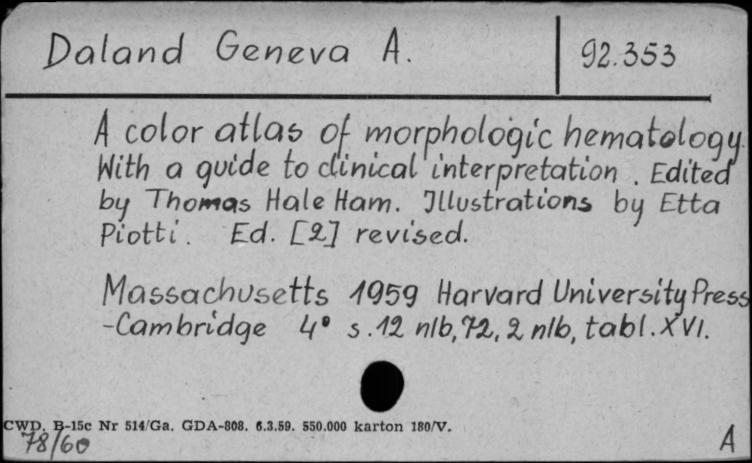 Daland Geneva A.
92.353
A color atlas of morphologic hematology.
With a guide to clinical interpretation. Edited
by Thomas Hale Ham. Illustrations by Etta
Piotti. Ed. [2] revised.
Massachusetts 1959 Harvard University Press
-Cambridge 4° s. 12 nlb, 72, 2 nlb, tabl. XVI.
CWD. B-15c Nr 514/Ga. GDA-808. 6.3.59. 550.000 karton 180/V.
78/60
A